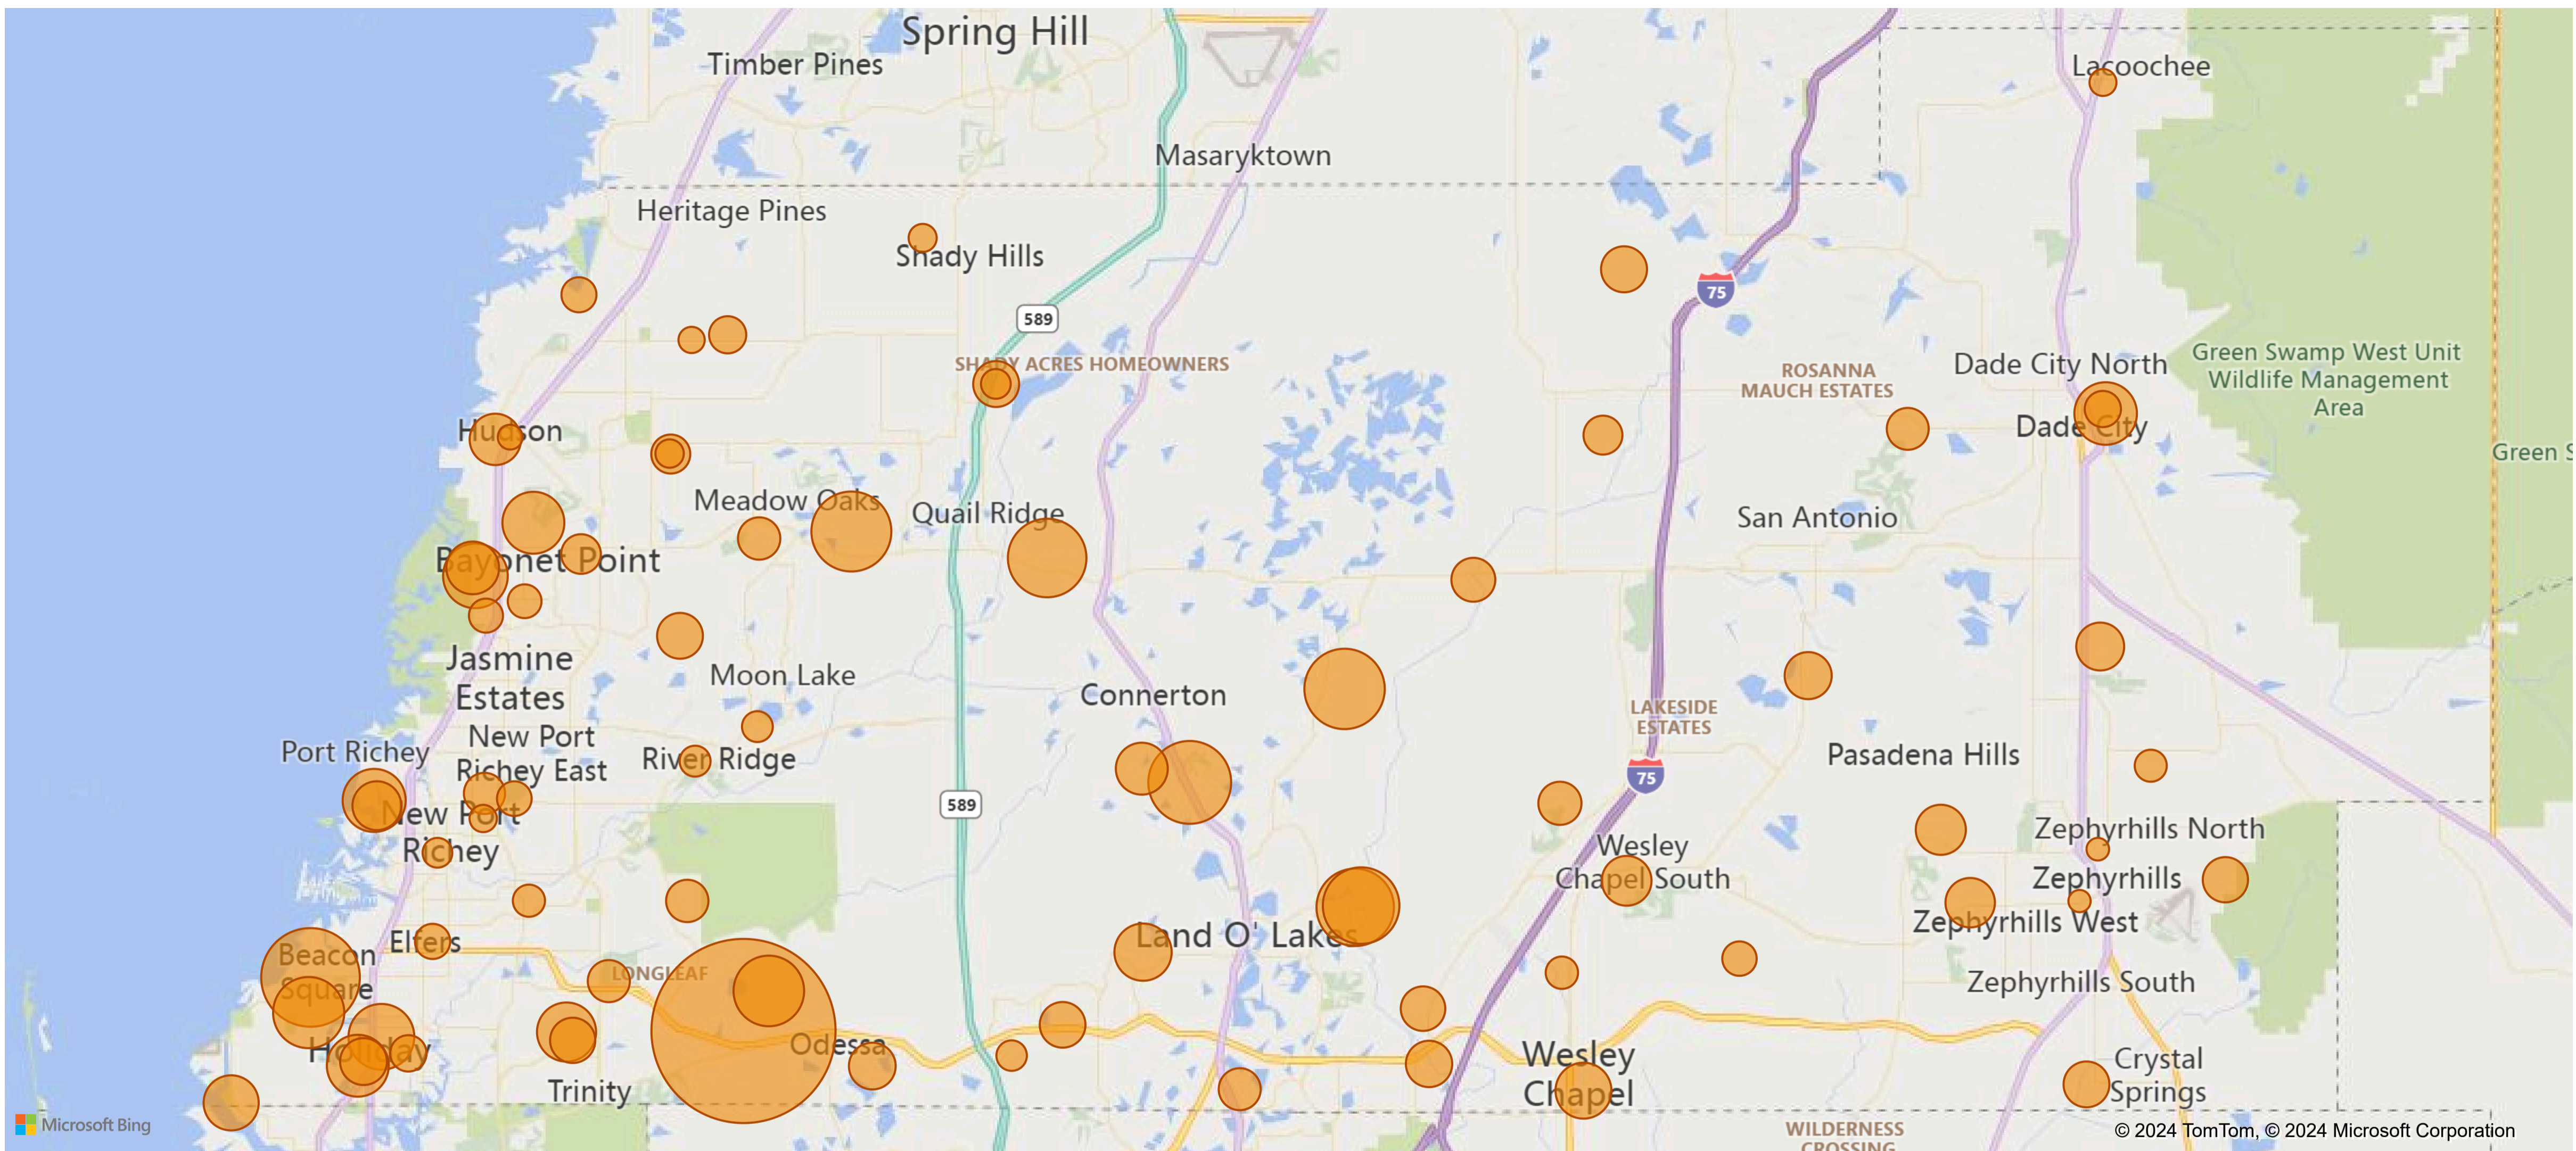 Spring Hill
Timber Pines
Lacoochee
Masaryktown
Heritage Pines
Shady Hills
75
589
SHADY ACRES HOMEOWNERS
ROSANNA
MAUCH ESTATES
Dade City North
Green Swamp West Unit
Wildlife Management
Area
Hudson
Dade City
Green S
Meadow Oaks
Quail Ridge
San Antonio
Bayonet Point
Jasmine
Estates
Moon Lake
Connerton
LAKESIDE
ESTATES
New Port
Richey East
Port Richey
River Ridge
Pasadena Hills
75
589
New Port
Richey
Zephyrhills North
Wesley
Chapel South
Zephyrhills
Zephyrhills West
Land O' Lakes
Elfers
Beacon
Square
LONGLEAF
Zephyrhills South
Odessa
Holiday
Wesley
Chapel
Crystal
Springs
Trinity
Microsoft Bing
WILDERNESS
CROSSING
© 2024 TomTom, © 2024 Microsoft Corporation